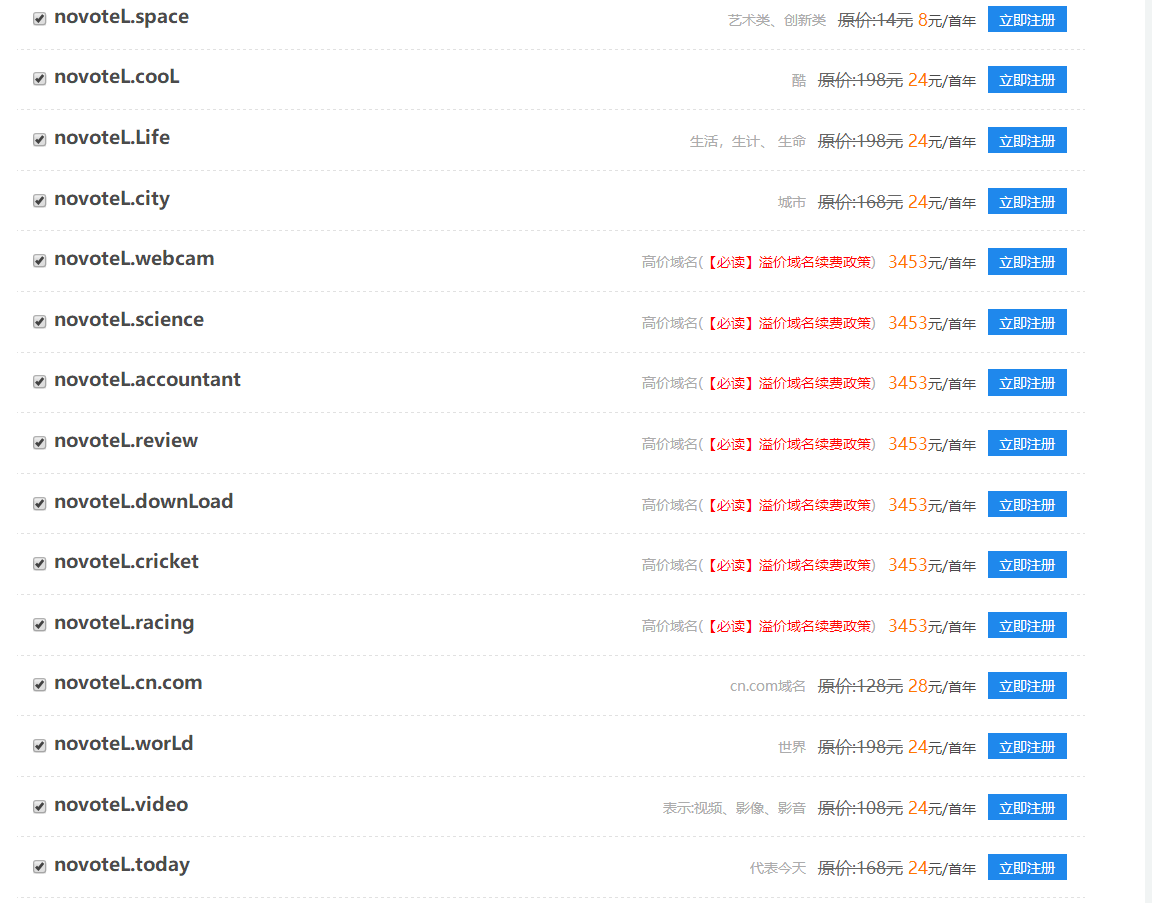 novoteL.space 艺术类、创新类 原价:14元 8元/首年 立即注册
novoteL.cooL 酷 原价:198元 24元/首年 立即注册
novoteL.Life 生活，生计、 生命 原价:198元 24元/首年 立即注册
novoteL.city 城市 原价:168元 24元/首年 立即注册
novoteL.webcam 高价域名(【必读】溢价域名续费政策) 3453元/首年 立即注册
novoteL.science 高价域名(【必读】溢价域名续费政策) 3453元/首年 立即注册
novoteL.accountant 高价域名(【必读】溢价域名续费政策) 3453元/首年 立即注册
novoteL.review 高价域名(【必读】溢价域名续费政策) 3453元/首年 立即注册
novoteL.downLoad 高价域名(【必读】溢价域名续费政策) 3453元/首年 立即注册
novoteL.cricket 高价域名(【必读】溢价域名续费政策) 3453元/首年 立即注册
novoteL.racing 高价域名(【必读】溢价域名续费政策) 3453元/首年 立即注册
novoteL.cn.com cn.com域名 原价:128元 28元/首年 立即注册
novoteL.worLd 世界 原价:198元 24元/首年 立即注册
novoteL.video 表示:视频、影像、影音 原价:108元 24元/首年 立即注册
novoteL.today 代表今天 原价:168元 24元/首年 立即注册